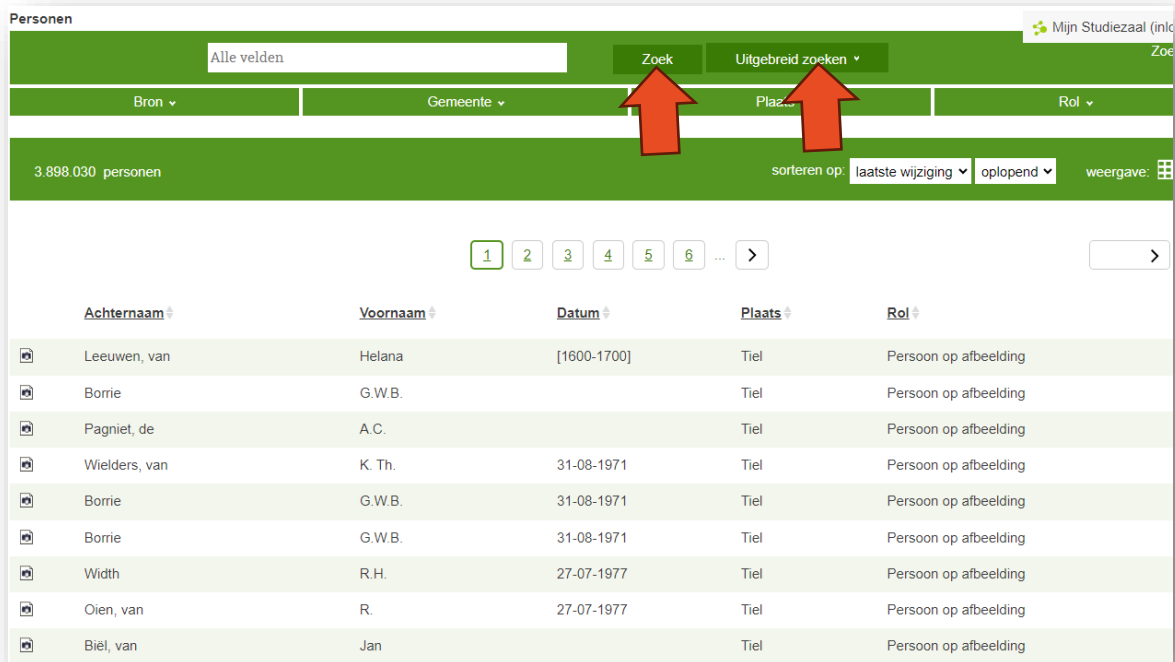 Personen
Mijn Studiezaal (inlo
Alle velden
Zoek
Uitgebreid zoeken
Zoe
Bron
Gemeente
Plaats
Rol
3.898.030 personen
sorteren op: laatste wijziging oplopend weergave:
1 2 3 4 5 6 ...
Achternaam Voornaam Datum Plaats Rol
Leeuwen, van Helana [1600-1700] Tiel Persoon op afbeelding
Borrie G.W.B. Tiel Persoon op afbeelding
Pagniet, de A.C. Tiel Persoon op afbeelding
Wielders, van K. Th. 31-08-1971 Tiel Persoon op afbeelding
Borrie G.W.B. 31-08-1971 Tiel Persoon op afbeelding
Borrie G.W.B. 31-08-1971 Tiel Persoon op afbeelding
Width R.H. 27-07-1977 Tiel Persoon op afbeelding
Oien, van R. 27-07-1977 Tiel Persoon op afbeelding
Biël, van Jan Tiel Persoon op afbeelding